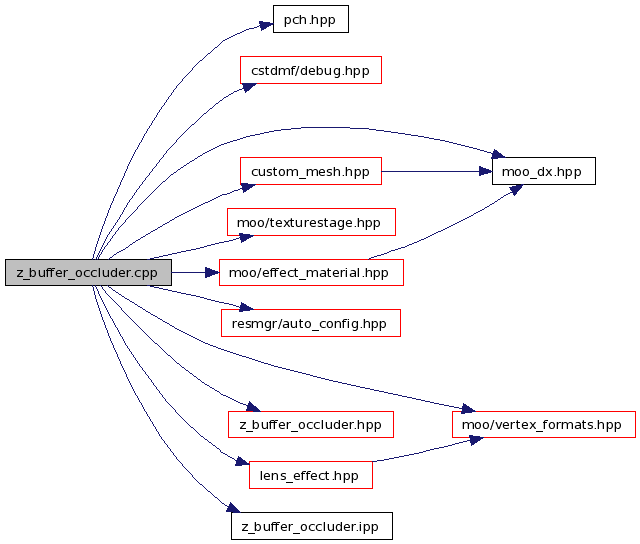 pch.hpp
cstdmf/debug.hpp
custom_mesh.hpp
moo_dx.hpp
moo/texturestage.hpp
z_buffer_occluder.cpp
moo/effect_material.hpp
resmgr/auto_config.hpp
z_buffer_occluder.hpp
moo/vertex_formats.hpp
lens_effect.hpp
z_buffer_occluder.ipp